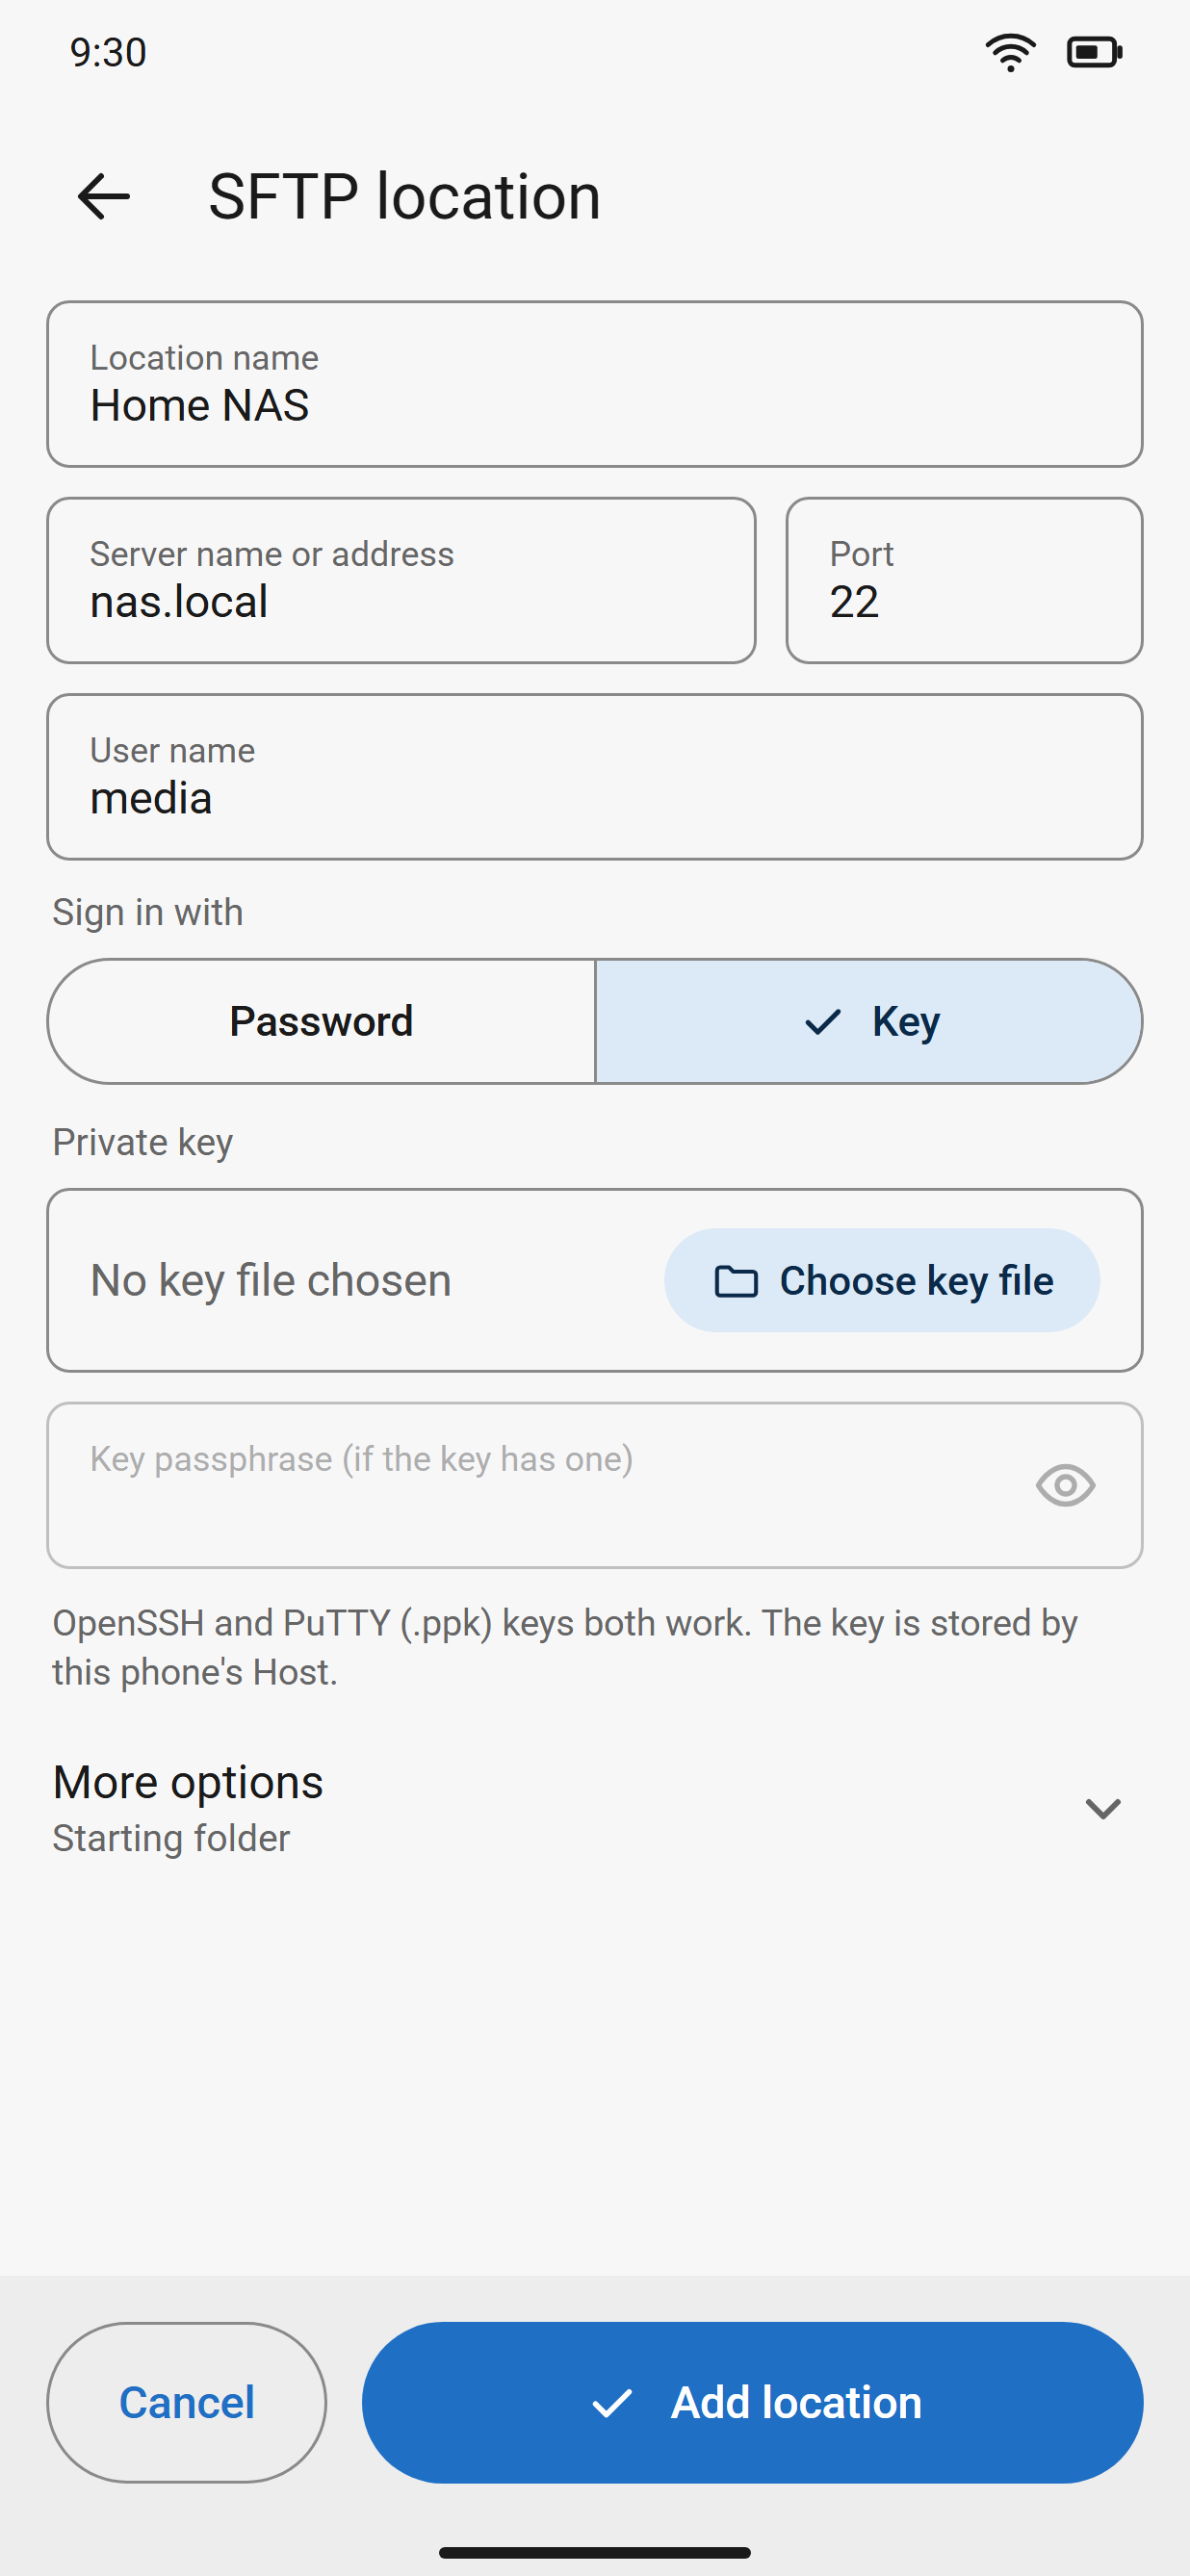 9:30
SFTP location
Location name
Home NAS
Server name or address
nas.local
Port
22
User name
media
Sign in with
Password
Key
Private key
No key file chosen
Choose key file
Key passphrase (if the key has one)
OpenSSH and PuTTY (.ppk) keys both work. The key is stored by
this phone's Host.
More options
Starting folder
Cancel
Add location